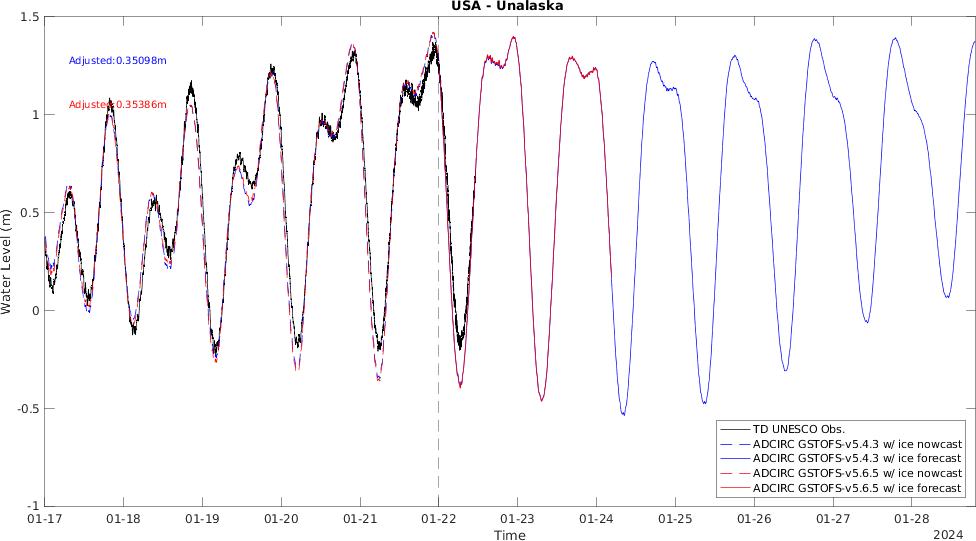 USA - Unalaska
1.5
Adjusted:0.35098m
Adjusted:0.35386m
1
0.5
0
-0.5
-1
Water Level (m)
TD UNESCO Obs.
ADCIRC GSTOFS-v5.4.3 w/ ice nowcast
ADCIRC GSTOFS-v5.4.3 w/ ice forecast
ADCIRC GSTOFS-v5.6.5 w/ ice nowcast
ADCIRC GSTOFS-v5.6.5 w/ ice forecast
01-17 01-18 01-19 01-20 01-21 01-22 01-23 01-24 01-25 01-26 01-27 01-28
Time
2024